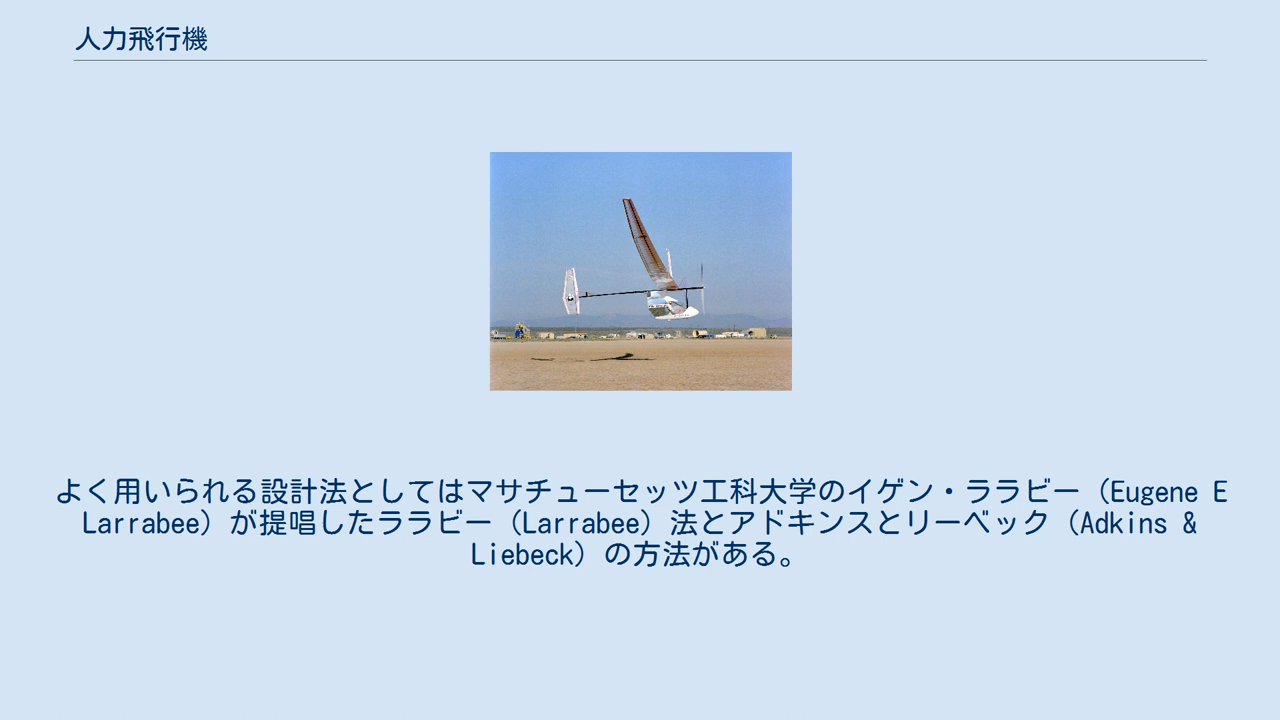 人力飛行機
よく用いられる設計法としてはマサチューセッツ工科大学のイゲン・ララビー（Eugene E
Larrabee）が提唱したララビー（Larrabee）法とアドキンスとリーベック（Adkins &
Liebeck）の方法がある。